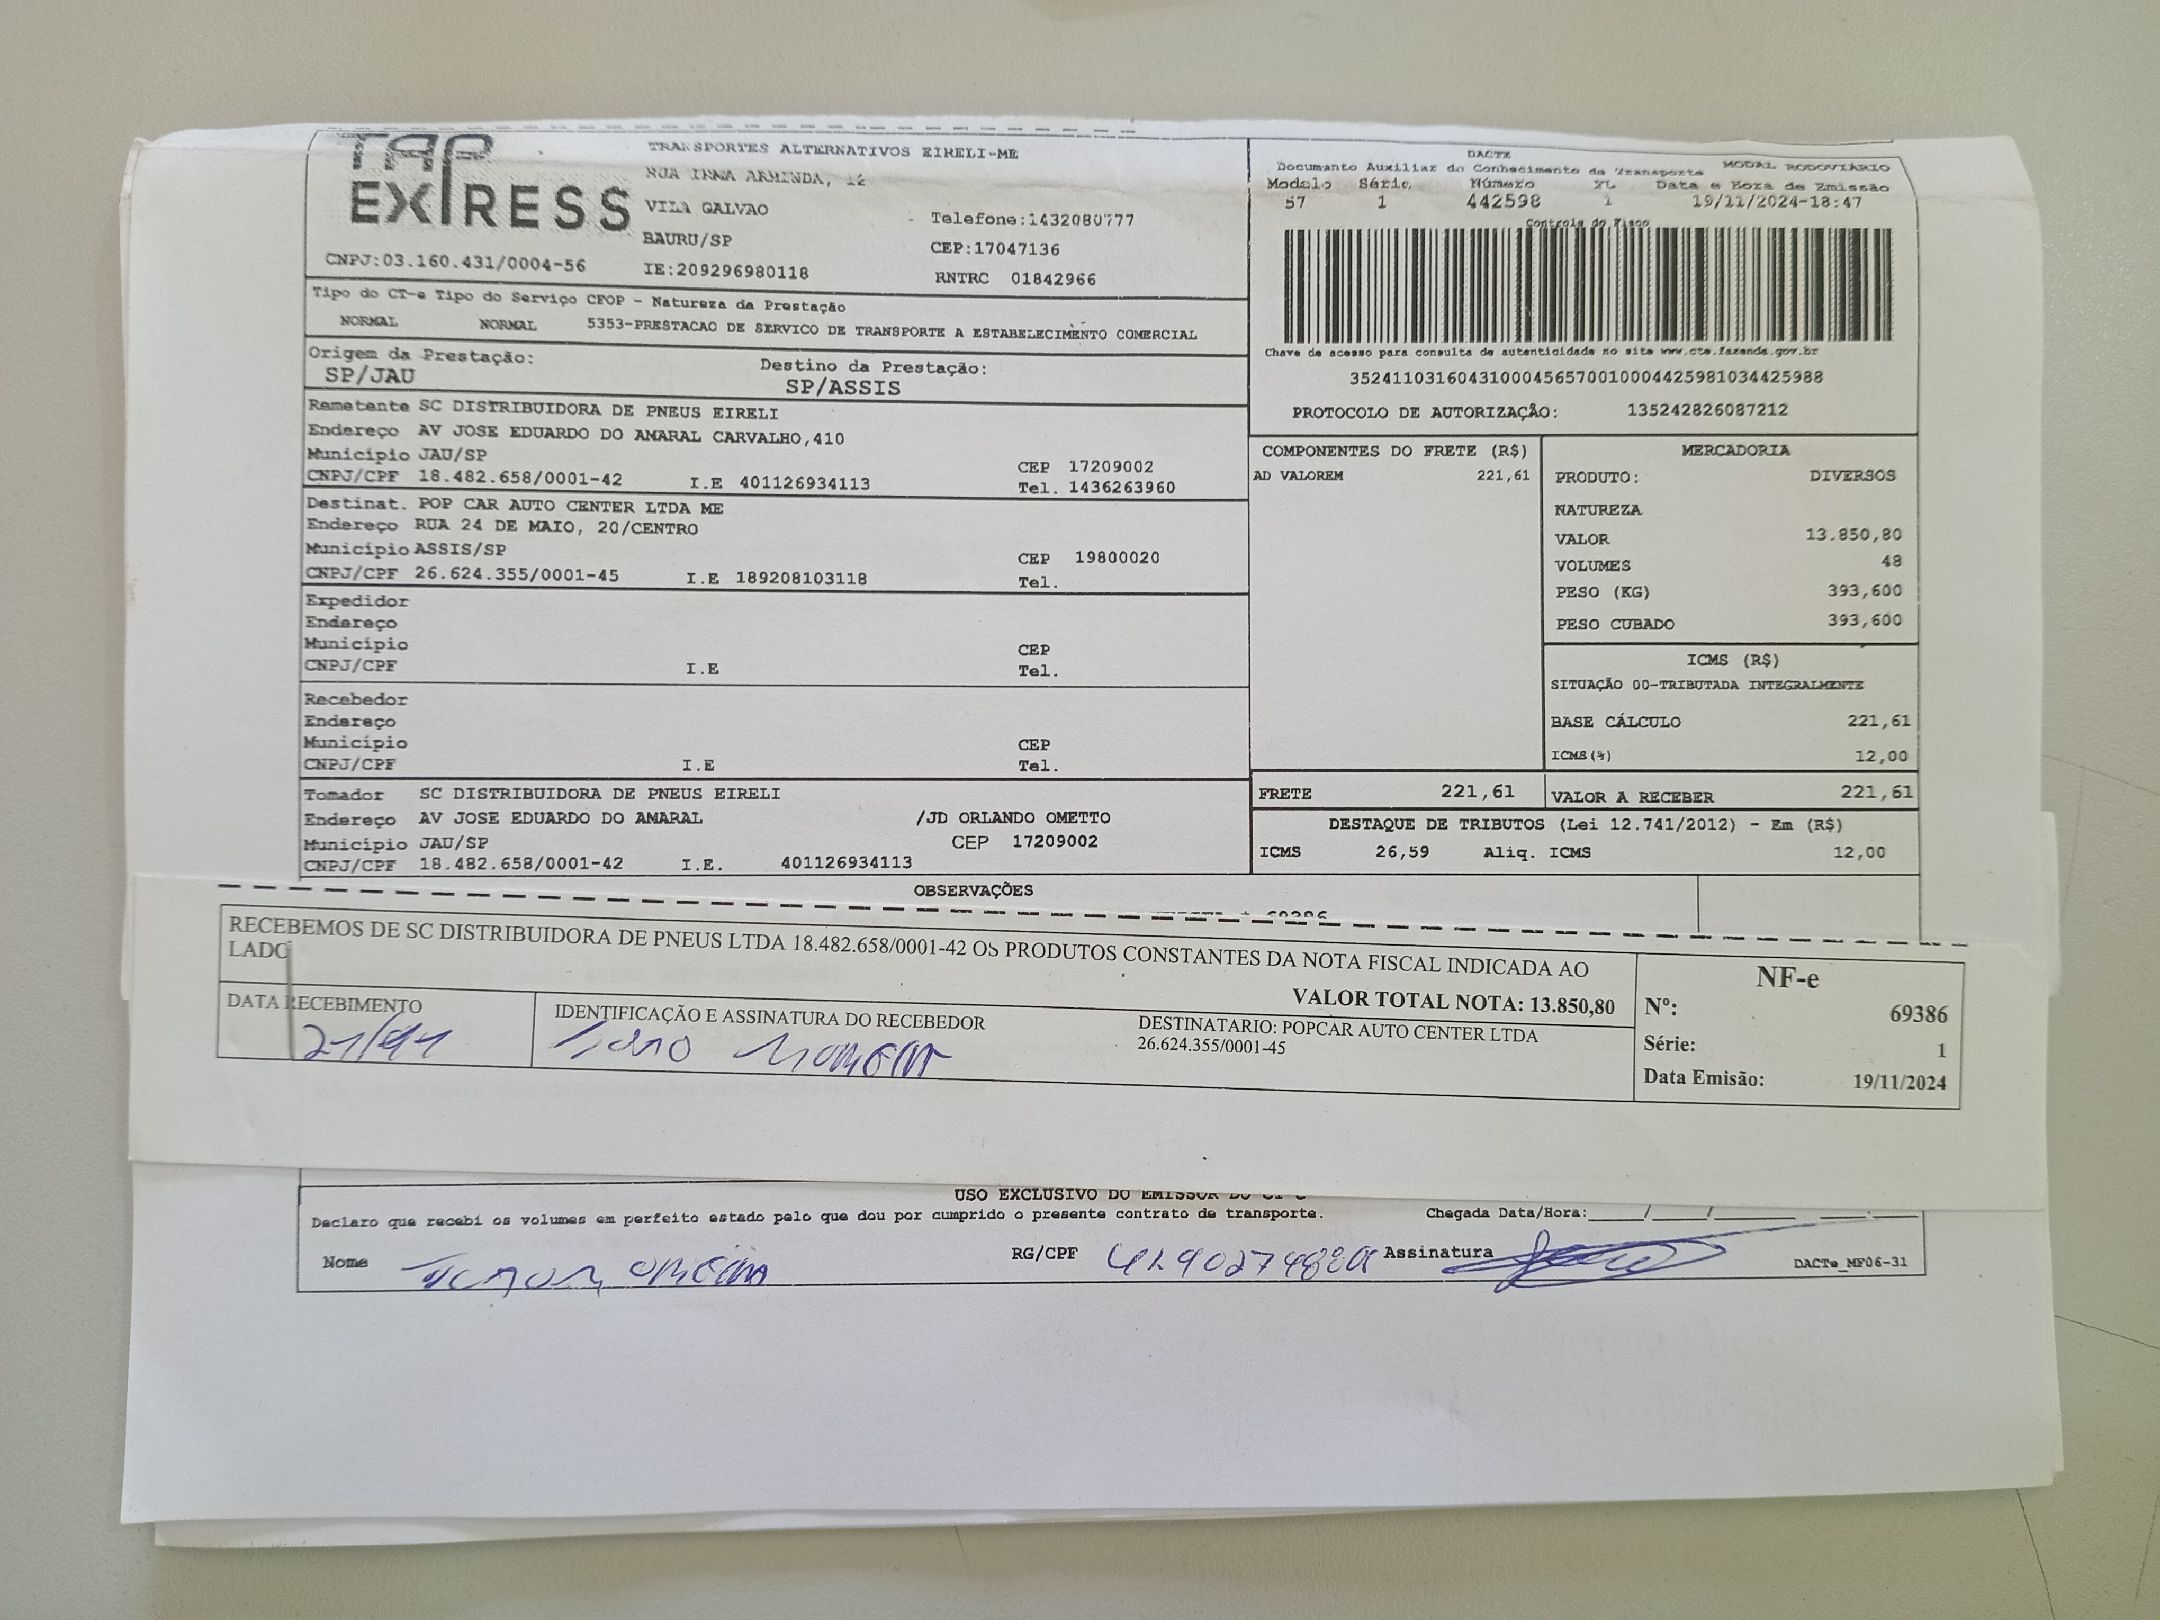 TAP EXPRESS
TRANSPORTES ALTERNATIVOS EIRELI-ME
RUA IRMA ARMINDA, 12
VILA GALVAO
Telefone:1432080777
BAURU/SP
CEP:17047136
CNPJ:03.160.431/0004-56
IE:209296980118
RNTRC 01842966
DACTE
Documento Auxiliar do Conhecimento de Transporte
MODAL RODOVIÁRIO
Modelo Série Número FL Data e Hora de Emissão
57 1 442598 1 19/11/2024-18:47
Controle do Fisco
Chave de acesso para consulta de autenticidade no site www.cte.fazenda.gov.br
35241103160431000456570010004425981034425988
PROTOCOLO DE AUTORIZAÇÃO: 135242826087212
Tipo do CT-e Tipo do Serviço CFOP - Natureza da Prestação
NORMAL NORMAL 5353-PRESTACAO DE SERVICO DE TRANSPORTE A ESTABELECIMENTO COMERCIAL
Origem da Prestação: Destino da Prestação:
SP/JAU SP/ASSIS
Remetente SC DISTRIBUIDORA DE PNEUS EIRELI
Endereço AV JOSE EDUARDO DO AMARAL CARVALHO,410
Município JAU/SP CEP 17209002
CNPJ/CPF 18.482.658/0001-42 I.E 401126934113 Tel. 1436263960
Destinat. POP CAR AUTO CENTER LTDA ME
Endereço RUA 24 DE MAIO, 20/CENTRO
Município ASSIS/SP CEP 19800020
CNPJ/CPF 26.624.355/0001-45 I.E 189208103118 Tel.
Expedidor
Endereço
Município CEP
CNPJ/CPF I.E Tel.
Recebedor
Endereço
Município CEP
CNPJ/CPF I.E Tel.
Tomador SC DISTRIBUIDORA DE PNEUS EIRELI
Endereço AV JOSE EDUARDO DO AMARAL /JD ORLANDO OMETTO
Município JAU/SP CEP 17209002
CNPJ/CPF 18.482.658/0001-42 I.E. 401126934113
COMPONENTES DO FRETE (R$)
AD VALOREM 221,61
MERCADORIA
PRODUTO: DIVERSOS
NATUREZA
VALOR 13.850,80
VOLUMES 48
PESO (KG) 393,600
PESO CUBADO 393,600
ICMS (R$)
SITUAÇÃO 00-TRIBUTADA INTEGRALMENTE
BASE CÁLCULO 221,61
ICMS(%) 12,00
FRETE 221,61 VALOR A RECEBER 221,61
DESTAQUE DE TRIBUTOS (Lei 12.741/2012) - Em (R$)
ICMS 26,59 Aliq. ICMS 12,00
OBSERVAÇÕES
69386
RECEBEMOS DE SC DISTRIBUIDORA DE PNEUS LTDA 18.482.658/0001-42 OS PRODUTOS CONSTANTES DA NOTA FISCAL INDICADA AO
LADO
VALOR TOTAL NOTA: 13.850,80
DATA RECEBIMENTO
21/11
IDENTIFICAÇÃO E ASSINATURA DO RECEBEDOR
DESTINATARIO: POPCAR AUTO CENTER LTDA
26.624.355/0001-45
NF-e
Nº: 69386
Série: 1
Data Emisão: 19/11/2024
USO EXCLUSIVO DO EMISSOR DO CT-e
Declaro que recebi os volumes em perfeito estado pelo que dou por cumprido o presente contrato de transporte.
Chegada Data/Hora:____/____/____
Nome
RG/CPF
Assinatura
DACTe_MF06-31